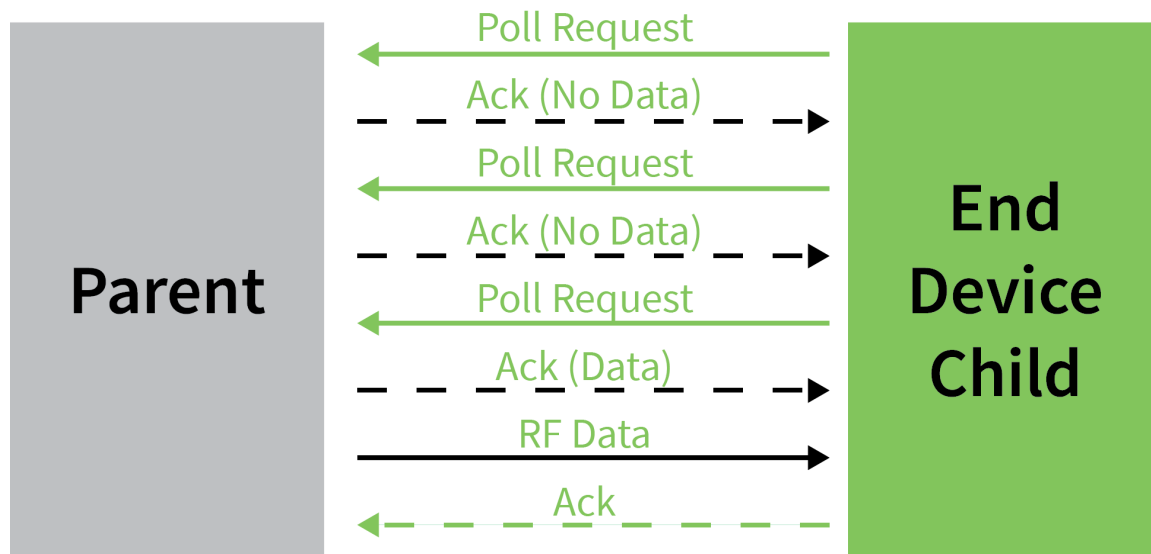 Poll Request
Ack (No Data)
Poll Request
Ack (No Data)
Poll Request
Ack (Data)
RF Data
Ack
Parent
End
Device
Child